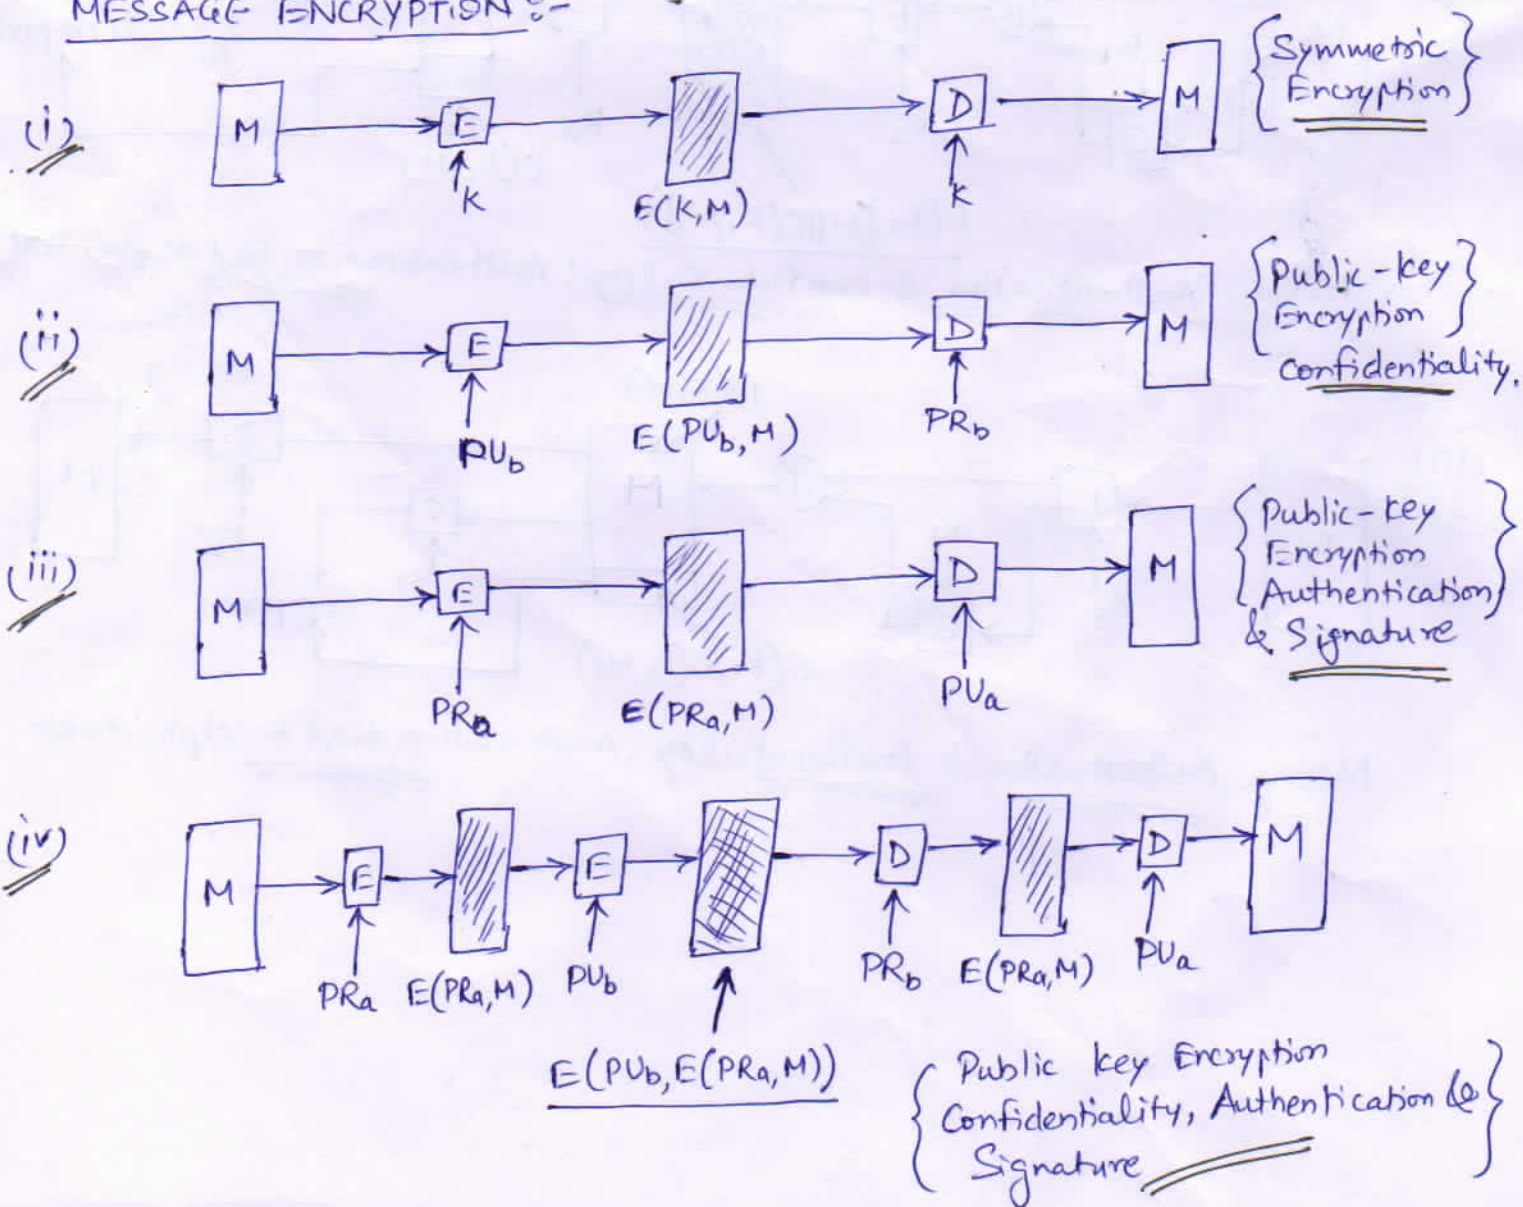 MESSAGE ENCRYPTION :-
(i)
M
E
D
M
K
E(K,M)
K
{Symmetric
Encryption}
(ii)
M
E
D
M
PUb
E(PUb,M)
PRb
{Public-key
Encryption}
Confidentiality.
(iii)
M
E
D
M
PRa
E(PRa,M)
PUa
{Public-key
Encryption
Authentication}
& Signature
(iv)
M
E
E
D
D
M
PRa
E(PRa,M)
PUb
PRb
E(PRa,M)
PUa
E(PUb,E(PRa,M))
{Public key Encryption
Confidentiality, Authentication &
Signature}